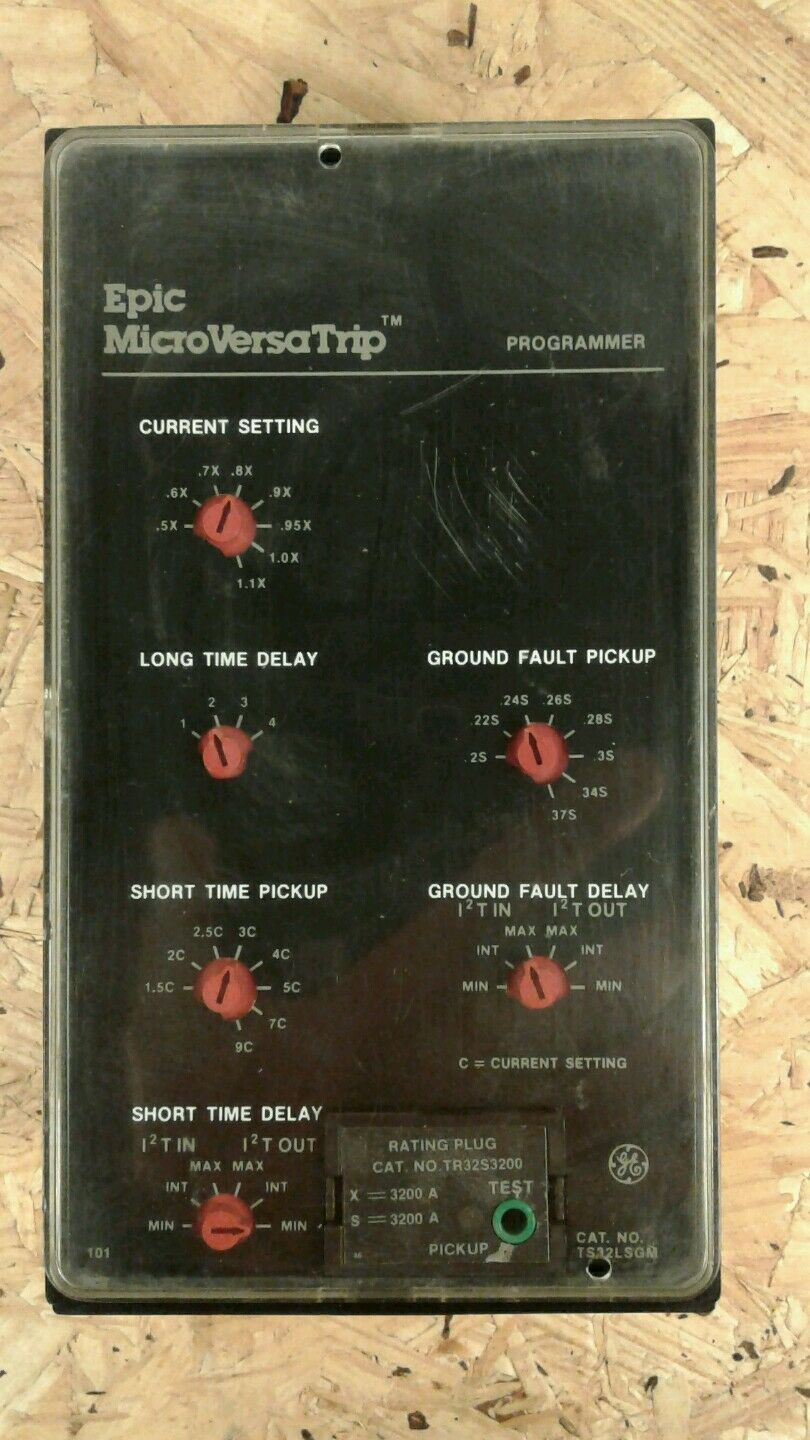 Epic
MicroVersaTrip™
PROGRAMMER
CURRENT SETTING
.7X .8X
.6X .9X
.5X .95X
1.0X
1.1X
LONG TIME DELAY
2 3
1 4
GROUND FAULT PICKUP
.24S .26S
.22S .28S
.2S .3S
34S
.37S
SHORT TIME PICKUP
2.5C 3C
2C 4C
1.5C 5C
7C
9C
GROUND FAULT DELAY
I²T IN I²T OUT
MAX MAX
INT INT
MIN MIN
C = CURRENT SETTING
SHORT TIME DELAY
I²T IN I²T OUT
MAX MAX
INT INT
MIN MIN
101
RATING PLUG
CAT. NO. TR32S3200
X = 3200 A TEST
S = 3200 A
PICKUP
GE
CAT. NO.
TS32LSGM